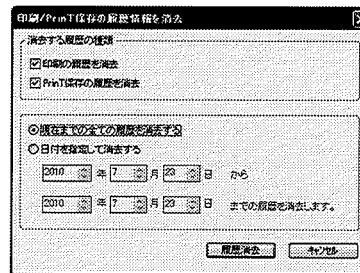 印刷/PrinT保存の履歴情報を消去
消去する履歴の種類
印刷の履歴を消去
PrinT保存の履歴を消去
現在までの全ての履歴を消去する
日付を指定して消去する
2010 年 7 月 23 日 から
2010 年 7 月 23 日 までの履歴を消去します。
履歴消去 キャンセル